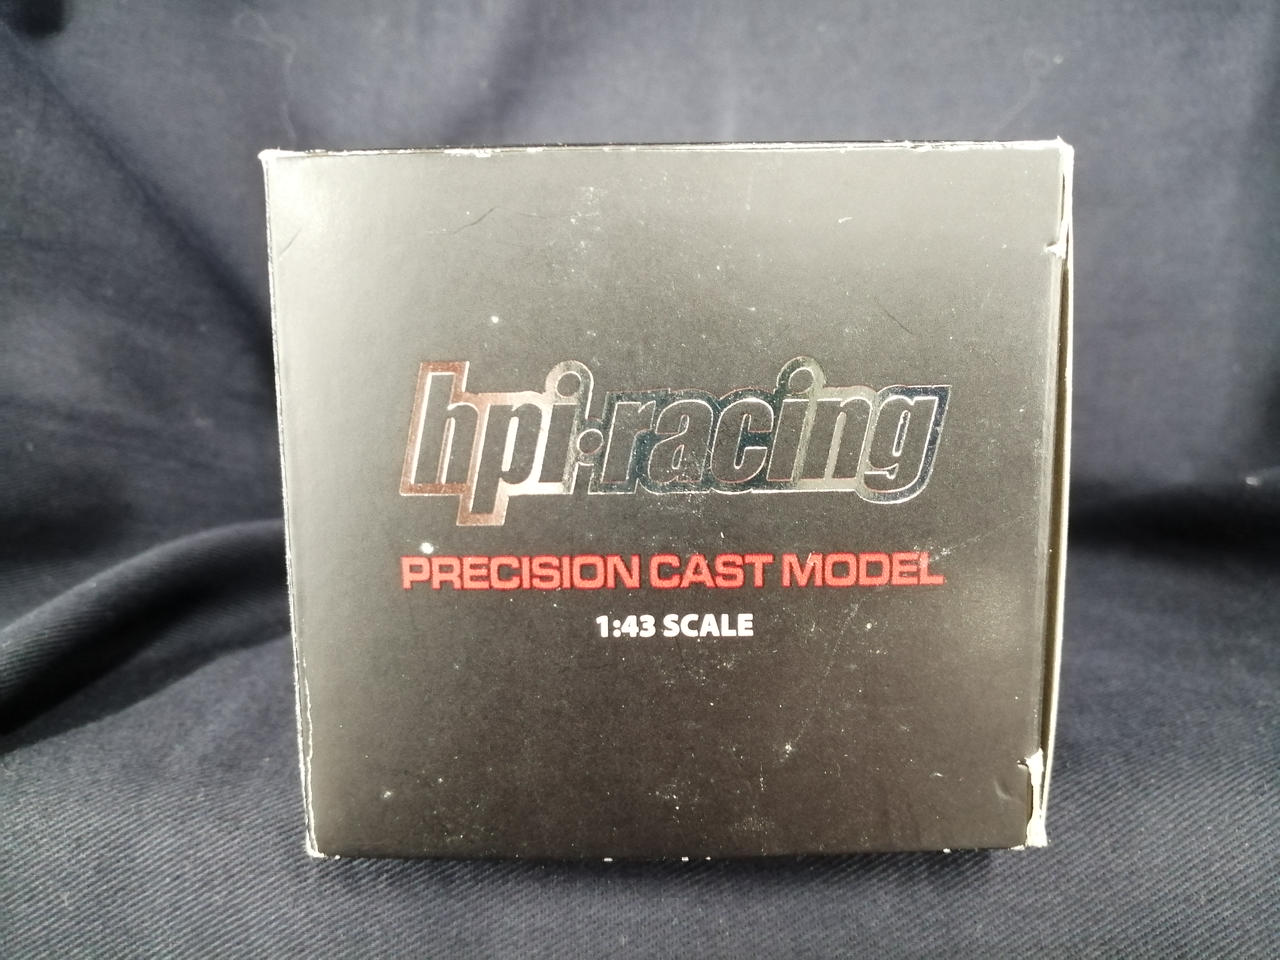 hpi·racing
PRECISION CAST MODEL
1:43 SCALE